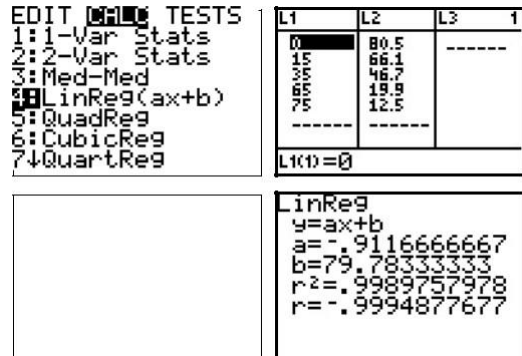 EDIT CALC TESTS
1:1-Var Stats
2:2-Var Stats
3:Med-Med
4:LinReg(ax+b)
5:QuadReg
6:CubicReg
7↓QuartReg
L1 L2 L3 1
0 80.5 ------
15 66.1
35 46.7
65 19.9
75 12.5
------ ------
L1(1)=0
LinReg
y=ax+b
a=-.9116666667
b=79.78333333
r²=.9989757978
r=-.9994877677